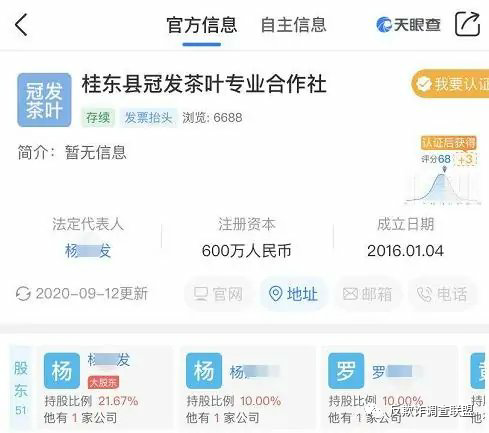 官方信息 自主信息 天眼查
冠发
茶叶
桂东县冠发茶叶专业合作社
我要认证
存续 发票抬头 浏览: 6688
简介：暂无信息
认证后获得
评分68 +3
法定代表人 注册资本 成立日期
杨 发 600万人民币 2016.01.04
2020-09-12更新 官网 地址 邮箱 电话
股东
51
杨 杨 发
大股东
持股比例 21.67%
他有 1 家公司
杨 杨
持股比例 10.00%
他有 1 家公司
罗 罗
持股比例 10.00%
他有 1 家公司
反欺诈调查联盟